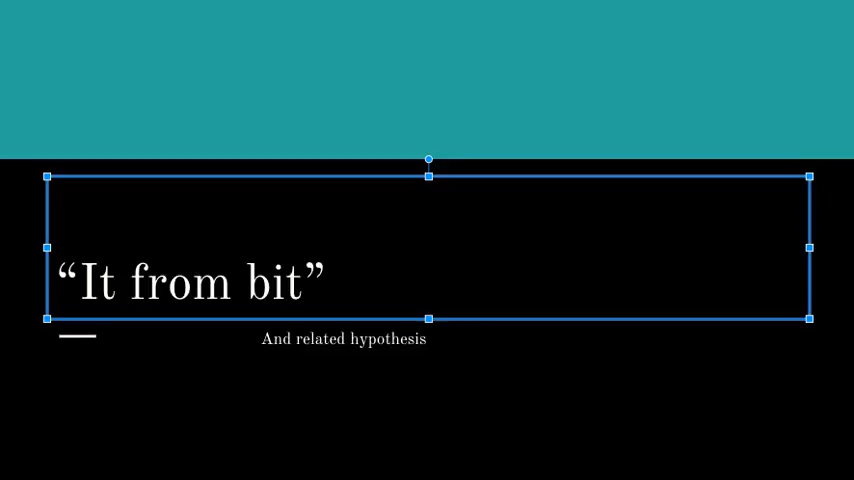 “It from bit”
And related hypothesis